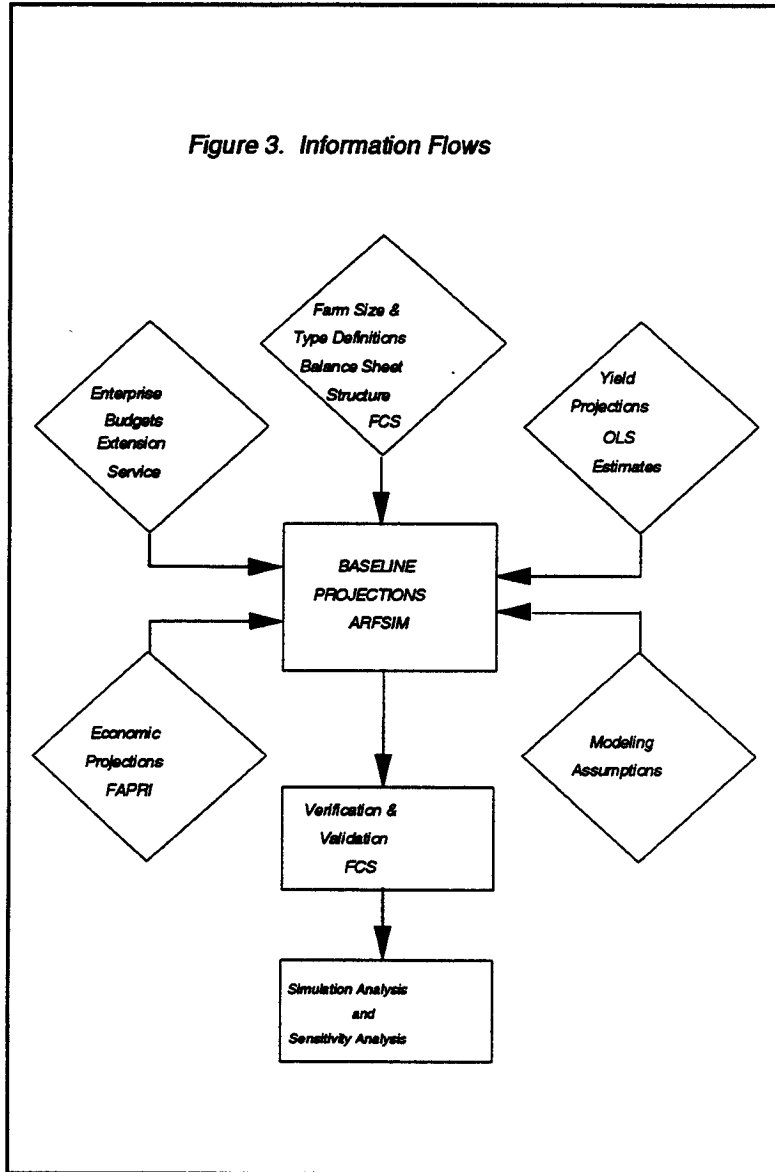 Figure 3. Information Flows
Farm Size &
Type Definitions
Balance Sheet
Structure
FCS
Enterprise
Budgets
Extension
Service
Yield
Projections
OLS
Estimates
BASELINE
PROJECTIONS
ARFSIM
Economic
Projections
FAPRI
Modeling
Assumptions
Verification &
Validation
FCS
Simulation Analysis
and
Sensitivity Analysis